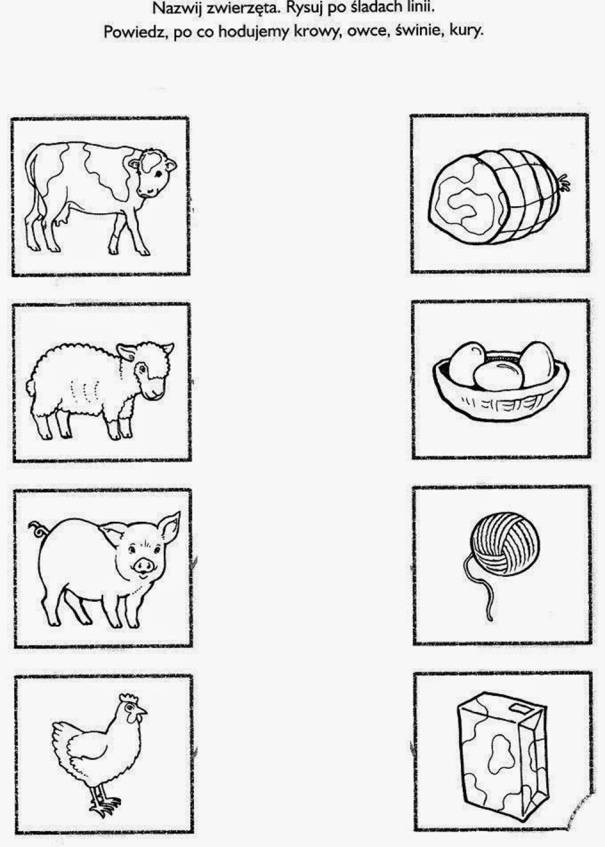 Nazwij zwierzęta. Rysuj po śladach linii.
Powiedz, po co hodujemy krowy, owce, świnie, kury.